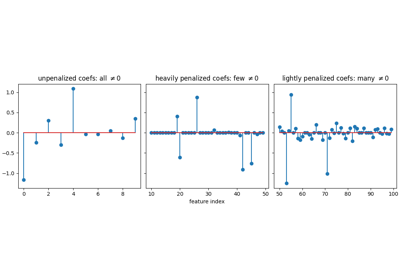 unpenalized coefs: all ≠0
heavily penalized coefs: few ≠0
lightly penalized coefs: many ≠0
1.0
0.5
0.0
−0.5
−1.0
0 2 4 6 8
10 20 30 40 50
50 60 70 80 90 100
feature index